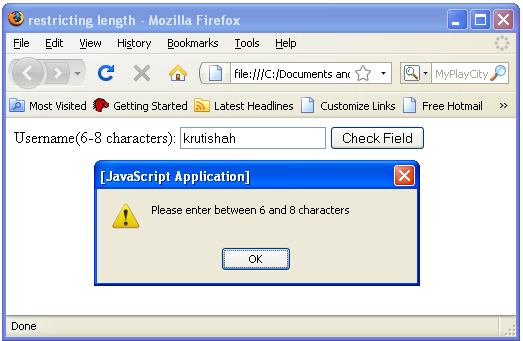 restricting length - Mozilla Firefox
File Edit View History Bookmarks Tools Help
file:///C:/Documents and MyPlayCity
Most Visited Getting Started Latest Headlines Customize Links Free Hotmail
Username(6-8 characters): krutishah Check Field
[JavaScript Application]
Please enter between 6 and 8 characters
OK
Done